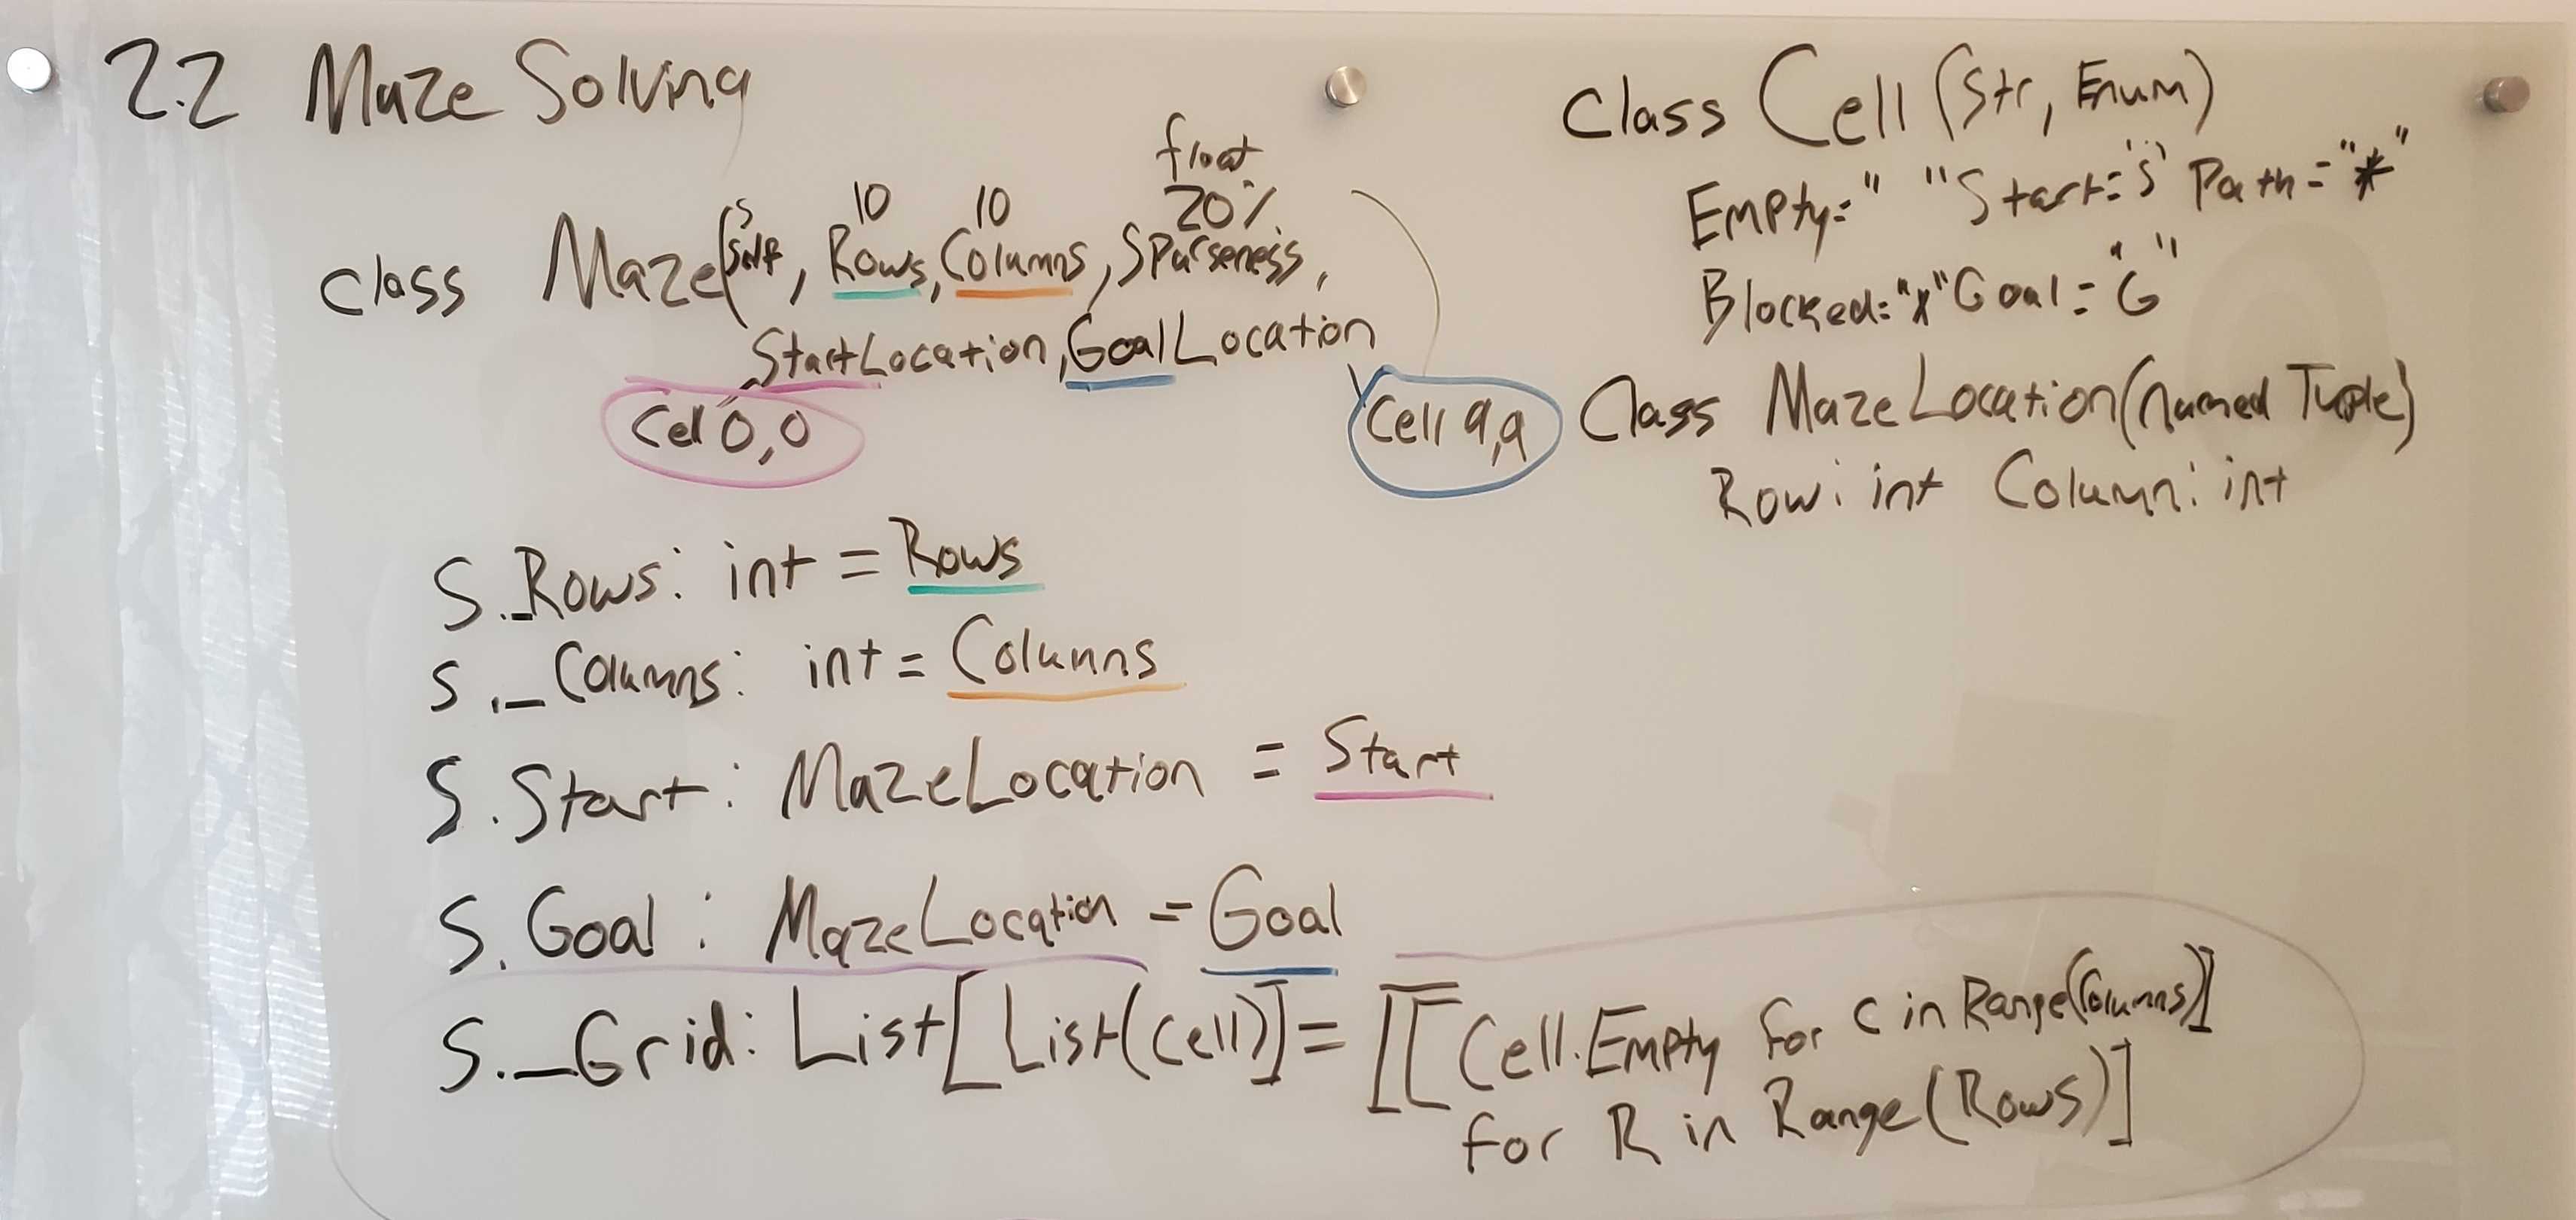 2.2 Maze Solving
float
S 10 10 20%
class Maze(Self, Rows, Columns, Sparseness,
StartLocation, GoalLocation
Cell 0,0
Cell 9,9
S._Rows: int = Rows
S._Columns: int = Columns
S.Start: MazeLocation = Start
S.Goal: MazeLocation = Goal
S._Grid: List[List(Cell)] = [[Cell.Empty for C in Range(Columns)]
for R in Range(Rows)]
Class Cell (Str, Enum)
Empty=" " Start="S" Path="*"
Blocked="X" Goal="G"
Class MazeLocation(Named Tuple)
Row: int Column: int